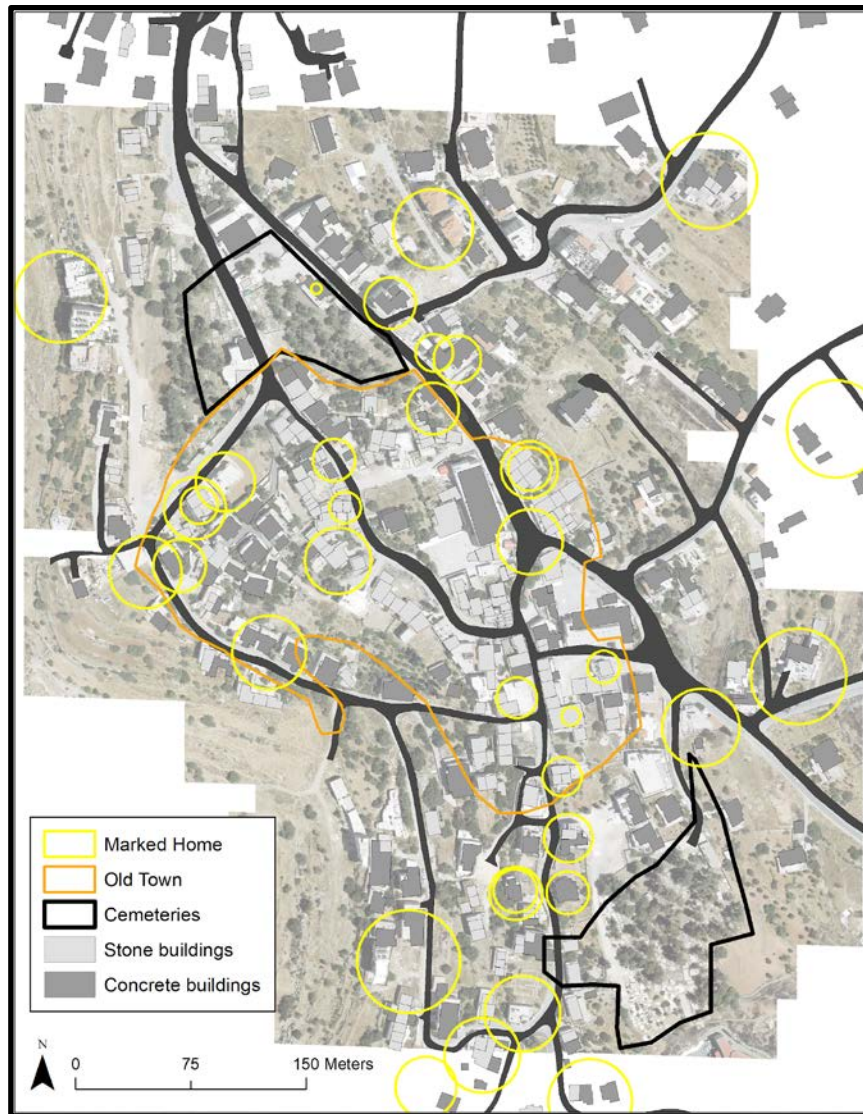 Marked Home
Old Town
Cemeteries
Stone buildings
Concrete buildings
N
0 75 150 Meters